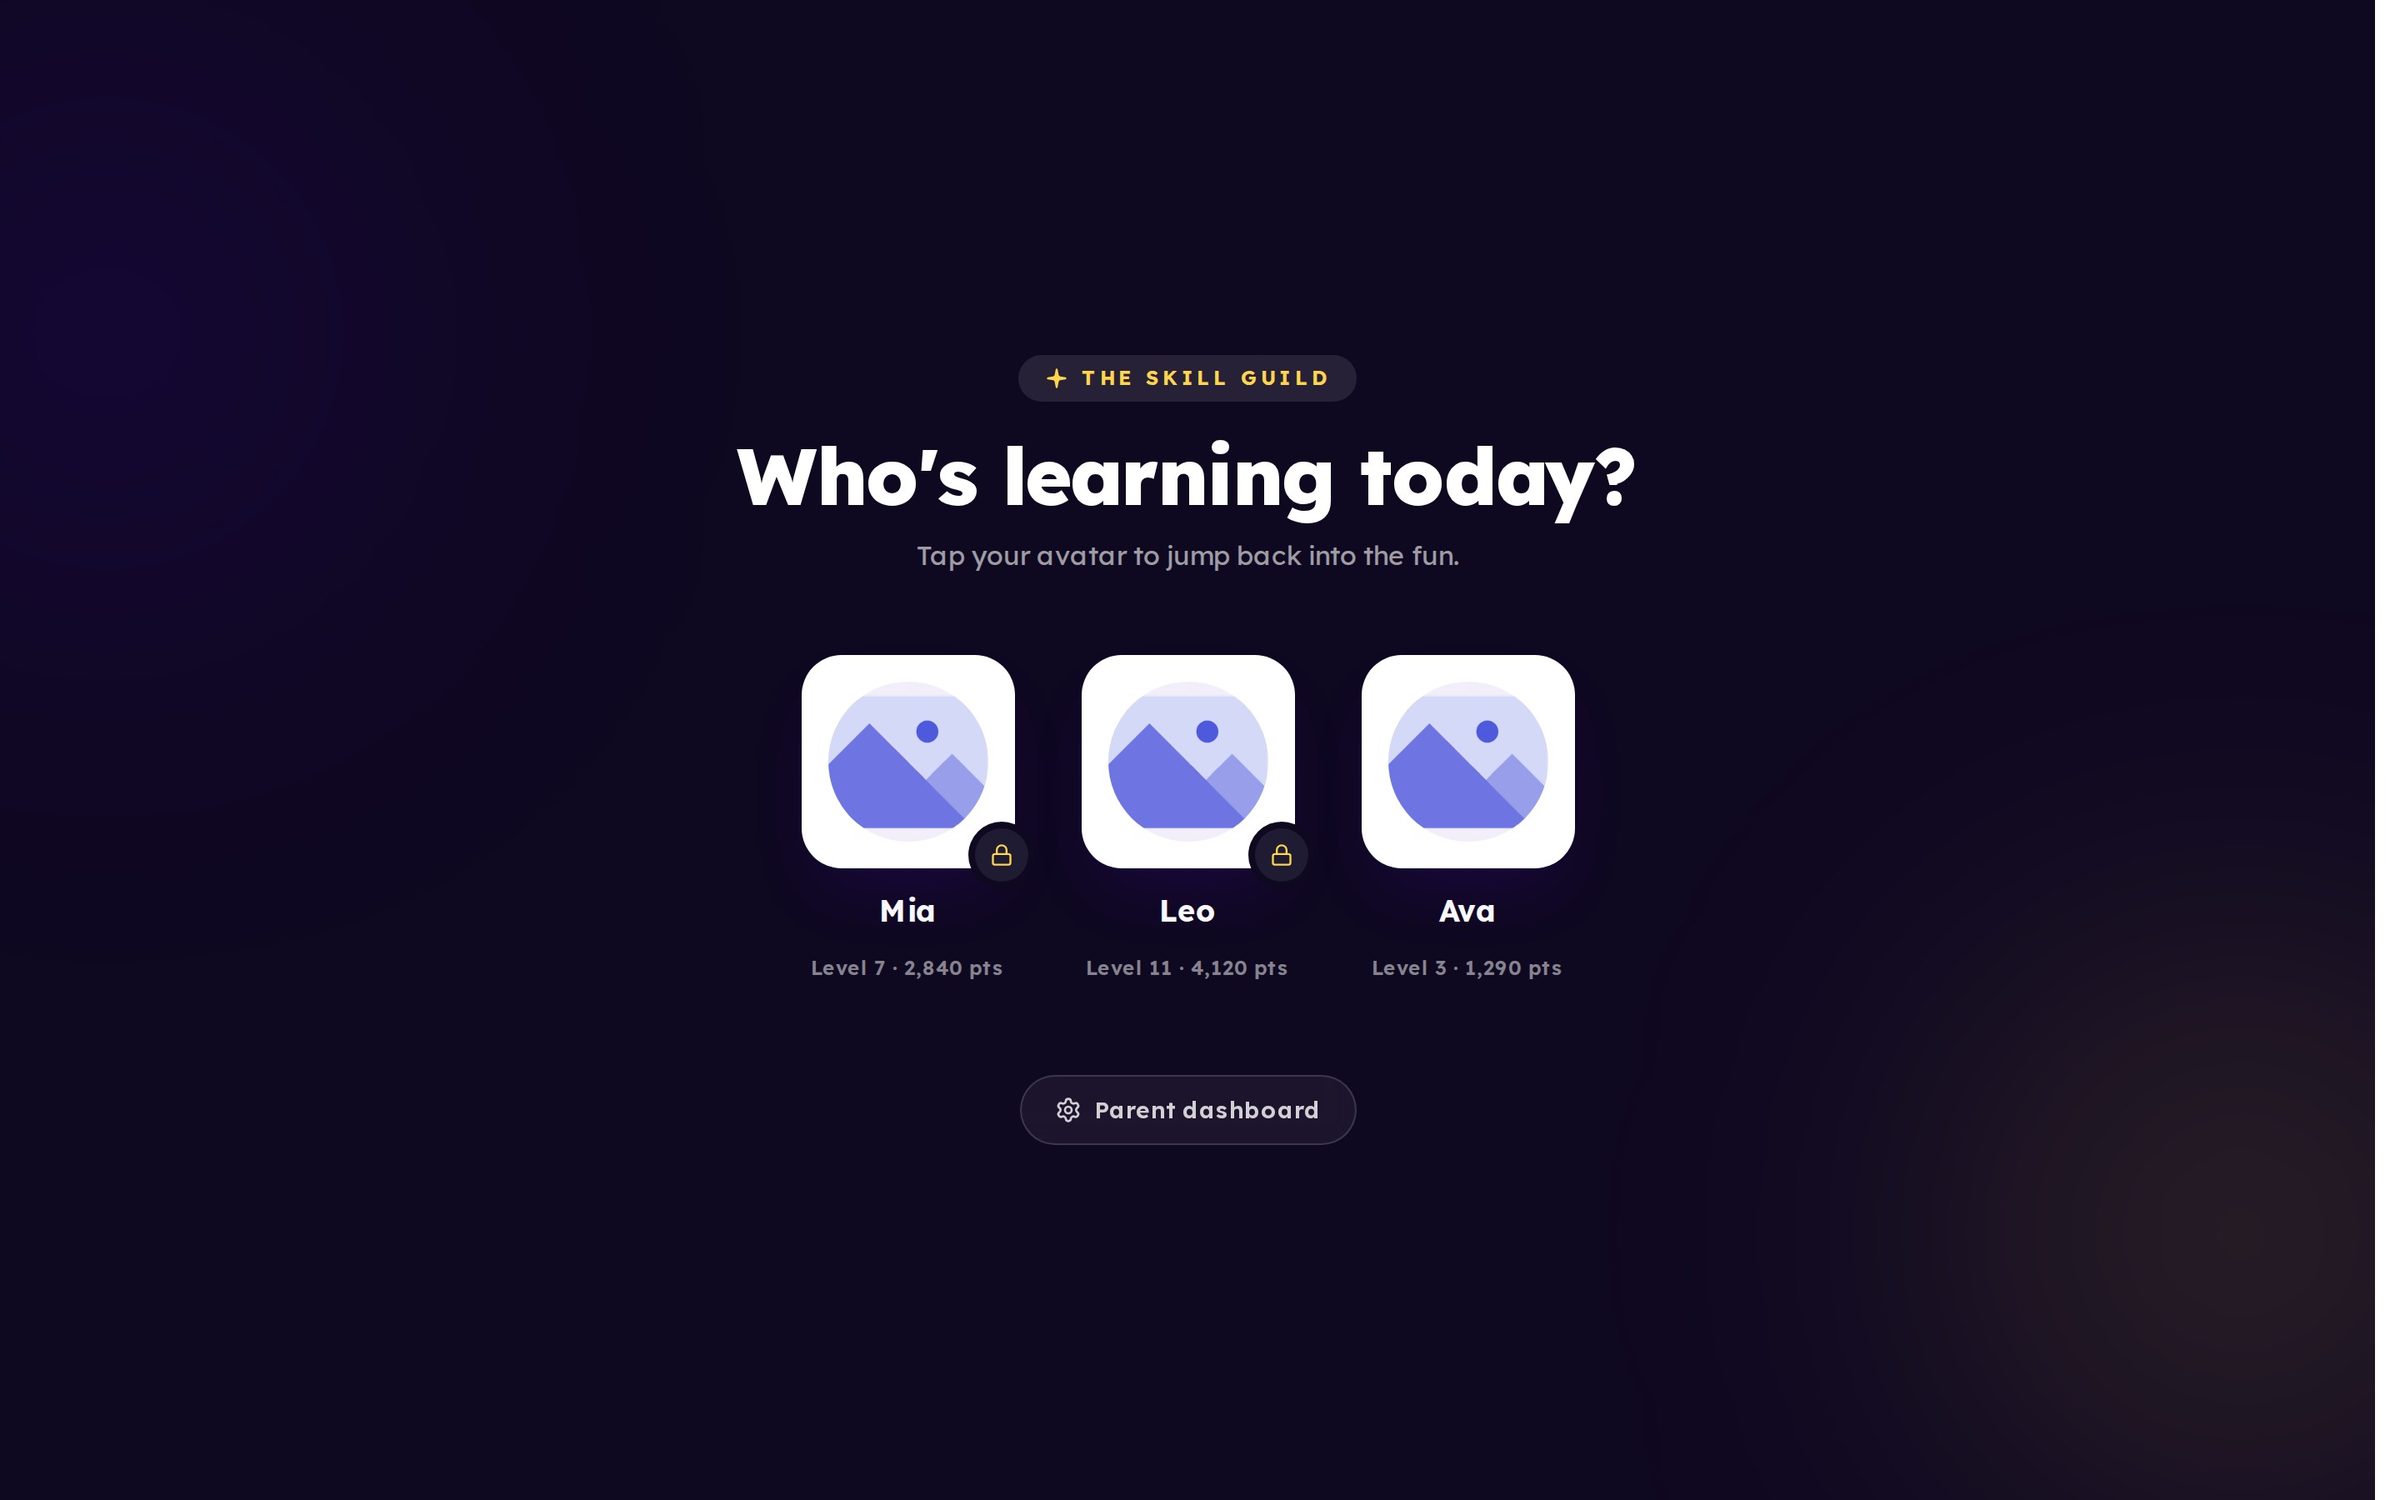 THE SKILL GUILD
Who's learning today?
Tap your avatar to jump back into the fun.
Mia
Leo
Ava
Level 7 · 2,840 pts
Level 11 · 4,120 pts
Level 3 · 1,290 pts
Parent dashboard